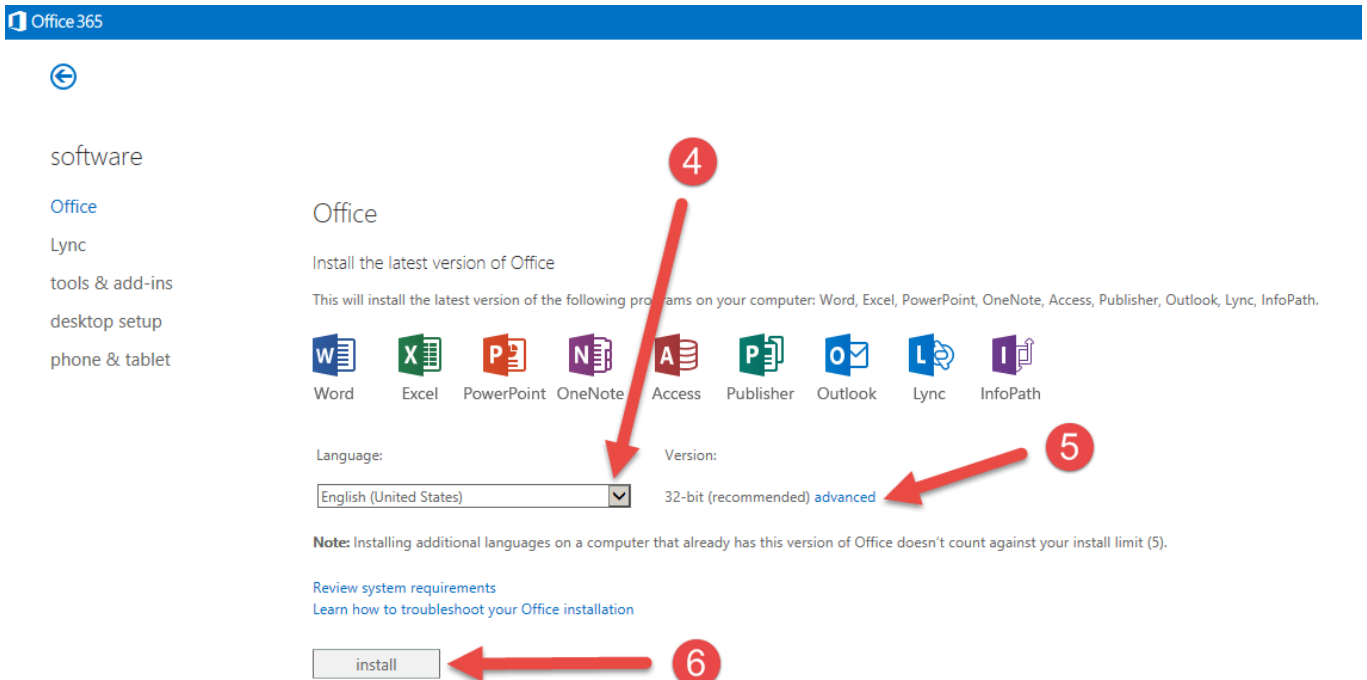 Office 365
software
Office
Lync
tools & add-ins
desktop setup
phone & tablet
4
Office
Install the latest version of Office
This will install the latest version of the following programs on your computer: Word, Excel, PowerPoint, OneNote, Access, Publisher, Outlook, Lync, InfoPath.
Word Excel PowerPoint OneNote Access Publisher Outlook Lync InfoPath
5
Language: Version:
English (United States) 32-bit (recommended) advanced
Note: Installing additional languages on a computer that already has this version of Office doesn't count against your install limit (5).
Review system requirements
Learn how to troubleshoot your Office installation
install 6